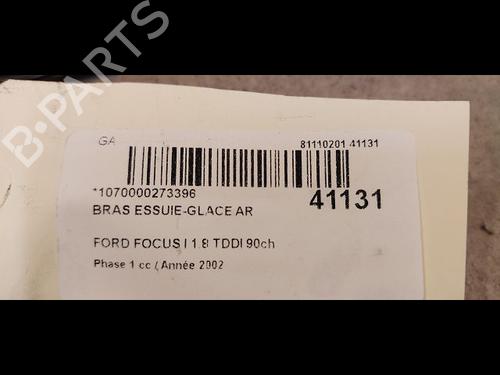 B-PARTS
GA
81110201 41131
*1070000273396
41131
BRAS ESSUIE-GLACE AR
FORD FOCUS I 1.8 TDDI 90ch
Phase 1 cc / Année 2002